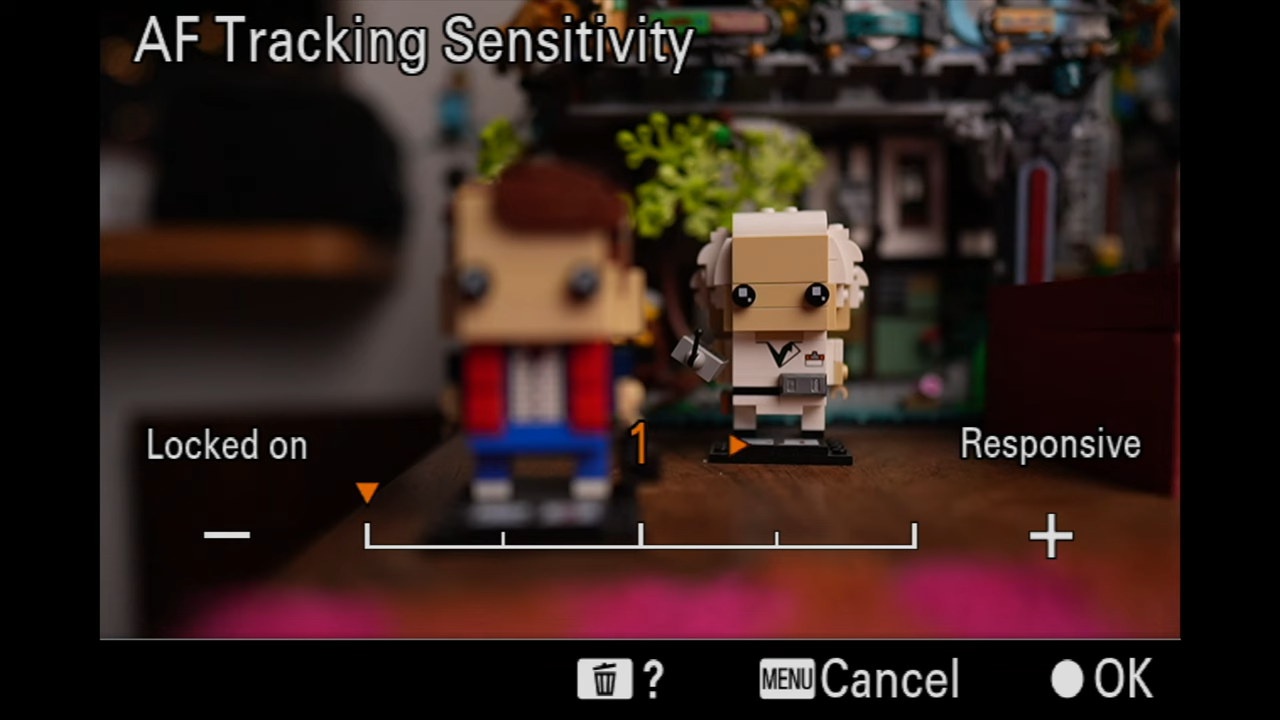 AF Tracking Sensitivity
Locked on
1
Responsive
?
MENU Cancel
OK